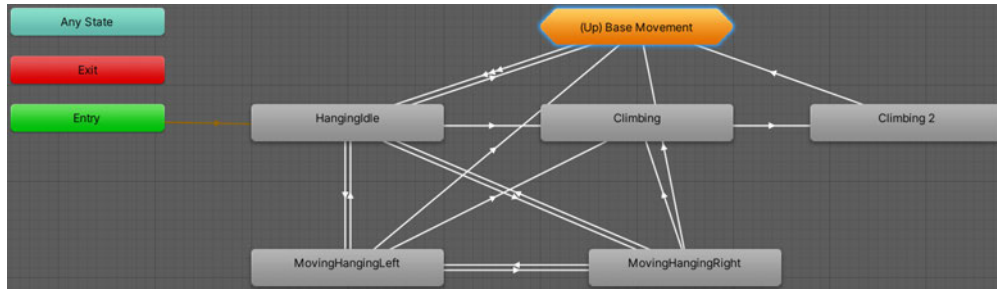 Any State
(Up) Base Movement
Exit
Entry
HangingIdle
Climbing
Climbing 2
MovingHangingLeft
MovingHangingRight